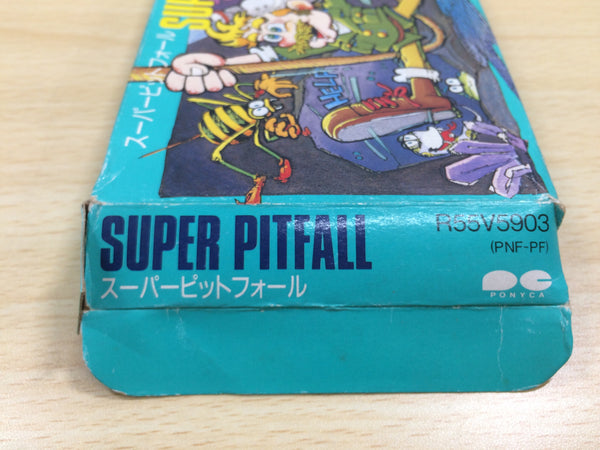 SUPER
スーパーピットフォール
HELP
SUPER PITFALL
スーパーピットフォール
R55V5903
(PNF-PF)
PONYCA